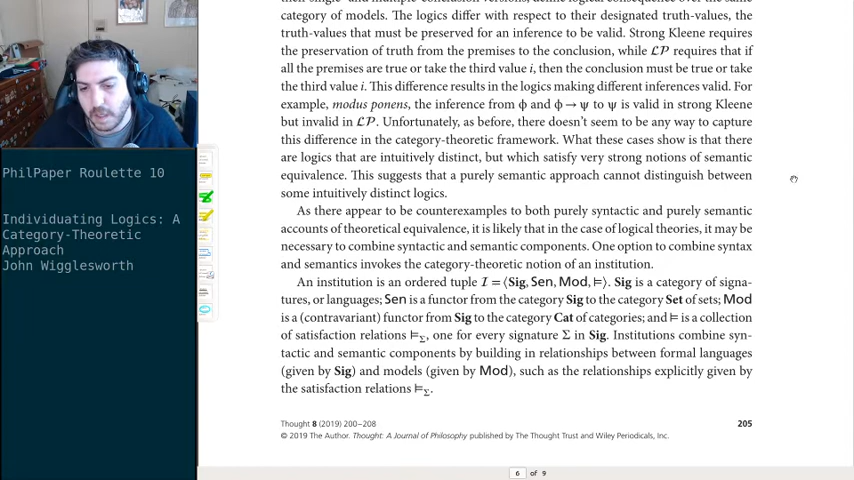 their single- and multiple-conclusion versions, define logical consequence over the same
category of models. The logics differ with respect to their designated truth-values, the
truth-values that must be preserved for an inference to be valid. Strong Kleene requires
the preservation of truth from the premises to the conclusion, while 𝓛𝓟 requires that if
all the premises are true or take the third value i, then the conclusion must be true or take
the third value i. This difference results in the logics making different inferences valid. For
example, modus ponens, the inference from ϕ and ϕ → ψ to ψ is valid in strong Kleene
but invalid in 𝓛𝓟. Unfortunately, as before, there doesn't seem to be any way to capture
this difference in the category-theoretic framework. What these cases show is that there
are logics that are intuitively distinct, but which satisfy very strong notions of semantic
equivalence. This suggests that a purely semantic approach cannot distinguish between
some intuitively distinct logics.
As there appear to be counterexamples to both purely syntactic and purely semantic
accounts of theoretical equivalence, it is likely that in the case of logical theories, it may be
necessary to combine syntactic and semantic components. One option to combine syntax
and semantics invokes the category-theoretic notion of an institution.
An institution is an ordered tuple 𝓘 = ⟨Sig, Sen, Mod, ⊨⟩. Sig is a category of signa-
tures, or languages; Sen is a functor from the category Sig to the category Set of sets; Mod
is a (contravariant) functor from Sig to the category Cat of categories; and ⊨ is a collection
of satisfaction relations ⊨Σ, one for every signature Σ in Sig. Institutions combine syn-
tactic and semantic components by building in relationships between formal languages
(given by Sig) and models (given by Mod), such as the relationships explicitly given by
the satisfaction relations ⊨Σ.
Thought 8 (2019) 200–208 205
© 2019 The Author. Thought: A Journal of Philosophy published by The Thought Trust and Wiley Periodicals, Inc.
6 of 9
PhilPaper Roulette 10
Individuating Logics: A
Category-Theoretic
Approach
John Wigglesworth